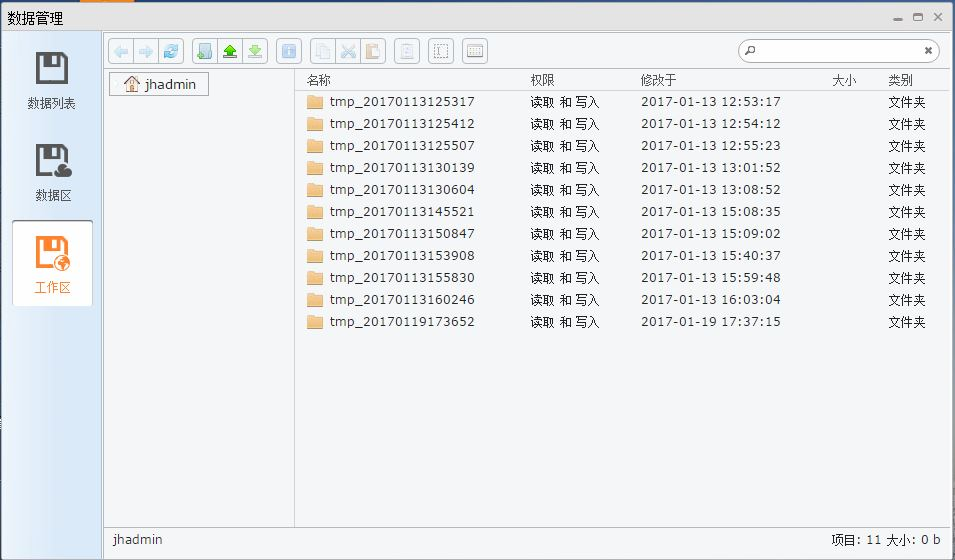 数据管理
数据列表
数据区
工作区
jhadmin
名称 权限 修改于 大小 类别
tmp_20170113125317 读取 和 写入 2017-01-13 12:53:17 文件夹
tmp_20170113125412 读取 和 写入 2017-01-13 12:54:12 文件夹
tmp_20170113125507 读取 和 写入 2017-01-13 12:55:23 文件夹
tmp_20170113130139 读取 和 写入 2017-01-13 13:01:52 文件夹
tmp_20170113130604 读取 和 写入 2017-01-13 13:08:52 文件夹
tmp_20170113145521 读取 和 写入 2017-01-13 15:08:35 文件夹
tmp_20170113150847 读取 和 写入 2017-01-13 15:09:02 文件夹
tmp_20170113153908 读取 和 写入 2017-01-13 15:40:37 文件夹
tmp_20170113155830 读取 和 写入 2017-01-13 15:59:48 文件夹
tmp_20170113160246 读取 和 写入 2017-01-13 16:03:04 文件夹
tmp_20170119173652 读取 和 写入 2017-01-19 17:37:15 文件夹
jhadmin 项目: 11 大小: 0 b